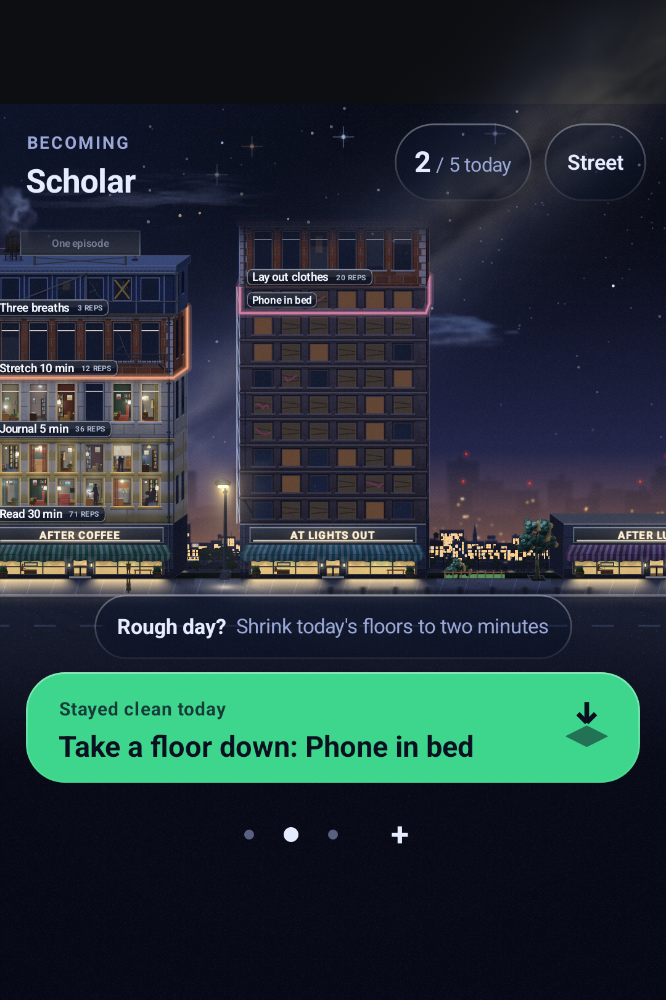 BECOMING
Scholar
2 / 5 today
Street
One episode
Three breaths 3 REPS
Stretch 10 min 12 REPS
Journal 5 min 36 REPS
Read 30 min 71 REPS
AFTER COFFEE
Lay out clothes 20 REPS
Phone in bed
AT LIGHTS OUT
AFTER LU
Rough day? Shrink today's floors to two minutes
Stayed clean today
Take a floor down: Phone in bed
+